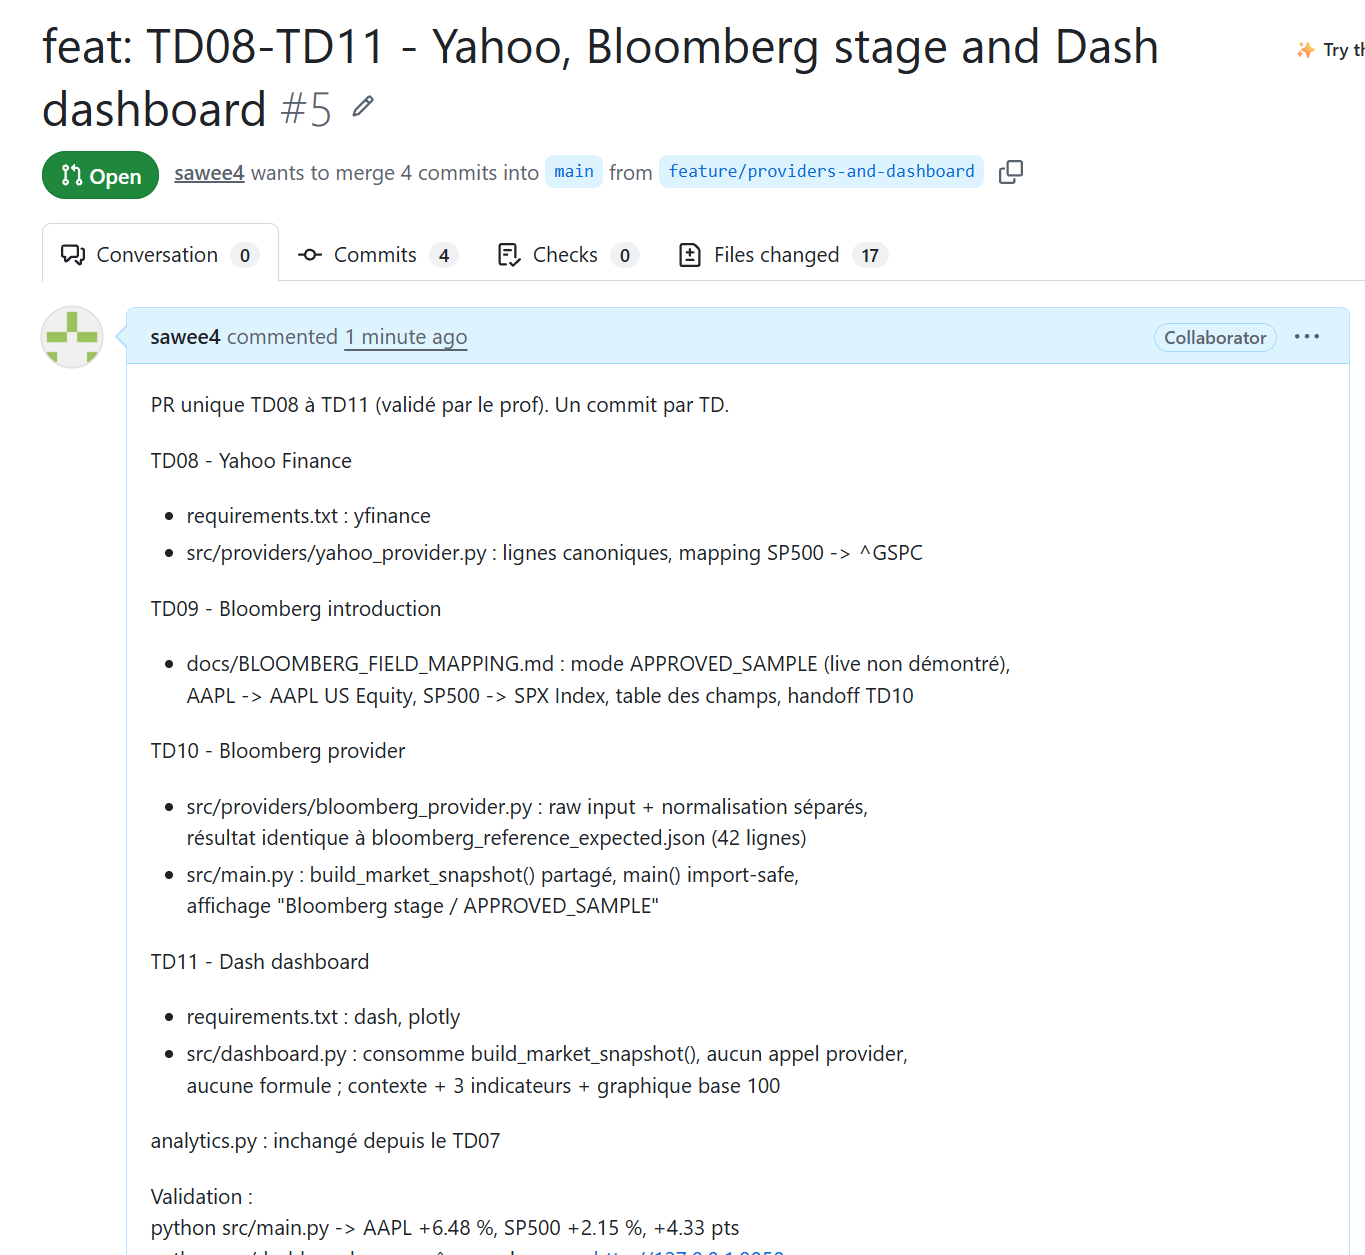 feat: TD08-TD11 - Yahoo, Bloomberg stage and Dash
dashboard #5
Try th
Open
sawee4 wants to merge 4 commits into main from feature/providers-and-dashboard
Conversation 0 Commits 4 Checks 0 Files changed 17
sawee4 commented 1 minute ago Collaborator
PR unique TD08 à TD11 (validé par le prof). Un commit par TD.
TD08 - Yahoo Finance
requirements.txt : yfinance
src/providers/yahoo_provider.py : lignes canoniques, mapping SP500 -> ^GSPC
TD09 - Bloomberg introduction
docs/BLOOMBERG_FIELD_MAPPING.md : mode APPROVED_SAMPLE (live non démontré),
AAPL -> AAPL US Equity, SP500 -> SPX Index, table des champs, handoff TD10
TD10 - Bloomberg provider
src/providers/bloomberg_provider.py : raw input + normalisation séparés,
résultat identique à bloomberg_reference_expected.json (42 lignes)
src/main.py : build_market_snapshot() partagé, main() import-safe,
affichage "Bloomberg stage / APPROVED_SAMPLE"
TD11 - Dash dashboard
requirements.txt : dash, plotly
src/dashboard.py : consomme build_market_snapshot(), aucun appel provider,
aucune formule ; contexte + 3 indicateurs + graphique base 100
analytics.py : inchangé depuis le TD07
Validation :
python src/main.py -> AAPL +6.48 %, SP500 +2.15 %, +4.33 pts